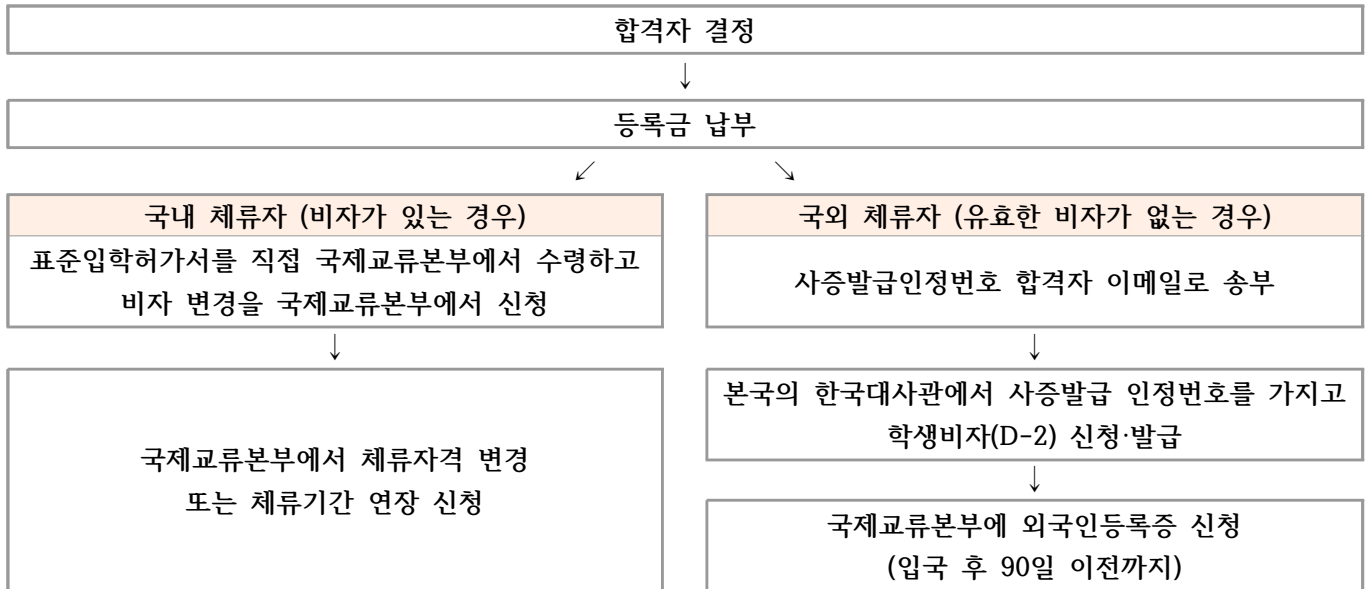 합격자 결정
↓
등록금 납부
↙ ↘
국내 체류자 (비자가 있는 경우)
표준입학허가서를 직접 국제교류본부에서 수령하고
비자 변경을 국제교류본부에서 신청
↓
국제교류본부에서 체류자격 변경
또는 체류기간 연장 신청
국외 체류자 (유효한 비자가 없는 경우)
사증발급인정번호 합격자 이메일로 송부
↓
본국의 한국대사관에서 사증발급 인정번호를 가지고
학생비자(D-2) 신청·발급
↓
국제교류본부에 외국인등록증 신청
(입국 후 90일 이전까지)